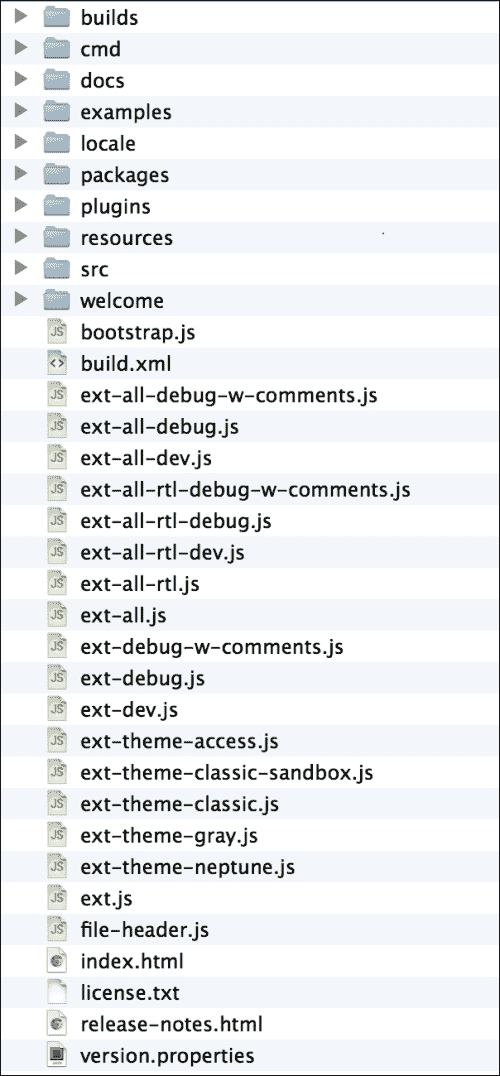 builds
cmd
docs
examples
locale
packages
plugins
resources
src
welcome
bootstrap.js
build.xml
ext-all-debug-w-comments.js
ext-all-debug.js
ext-all-dev.js
ext-all-rtl-debug-w-comments.js
ext-all-rtl-debug.js
ext-all-rtl-dev.js
ext-all-rtl.js
ext-all.js
ext-debug-w-comments.js
ext-debug.js
ext-dev.js
ext-theme-access.js
ext-theme-classic-sandbox.js
ext-theme-classic.js
ext-theme-gray.js
ext-theme-neptune.js
ext.js
file-header.js
index.html
license.txt
release-notes.html
version.properties